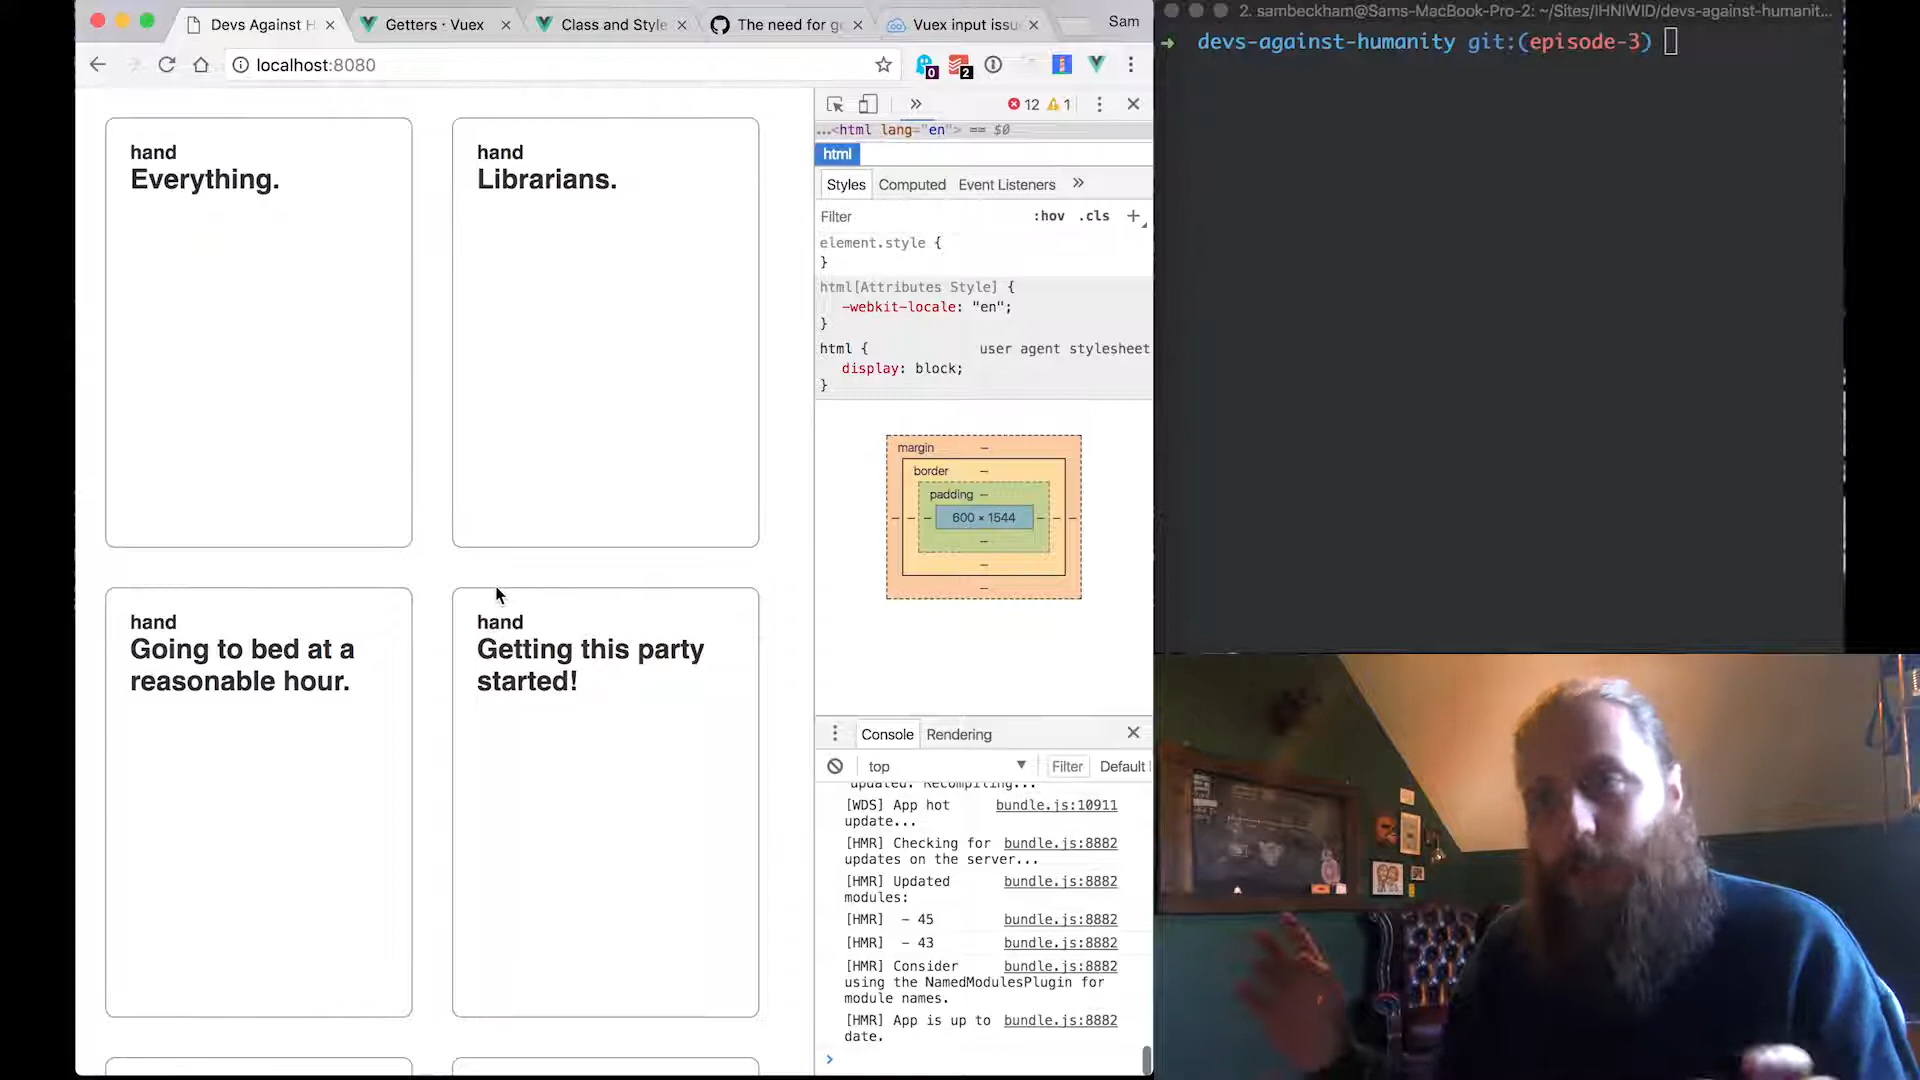 Devs Against H
Getters · Vuex
Class and Style
The need for ge
Vuex input issu
Sam
localhost:8080
0
2
hand
Everything.
hand
Librarians.
hand
Going to bed at a
reasonable hour.
hand
Getting this party
started!
12
1
...<html lang="en"> == $0
html
Styles
Computed
Event Listeners
Filter
:hov .cls
element.style {
}
html[Attributes Style] {
-webkit-locale: "en";
}
html {
user agent stylesheet
display: block;
}
margin
border
padding
600 × 1544
Console
Rendering
top
Filter
Default
updated. Recompiling...
[WDS] App hot
bundle.js:10911
update...
[HMR] Checking for
bundle.js:8882
updates on the server...
[HMR] Updated
bundle.js:8882
modules:
[HMR] - 45
bundle.js:8882
[HMR] - 43
bundle.js:8882
[HMR] Consider
bundle.js:8882
using the NamedModulesPlugin for
module names.
[HMR] App is up to
bundle.js:8882
date.
2. sambeckham@Sams-MacBook-Pro-2: ~/Sites/IHNIWID/devs-against-humanit...
devs-against-humanity git:(episode-3)